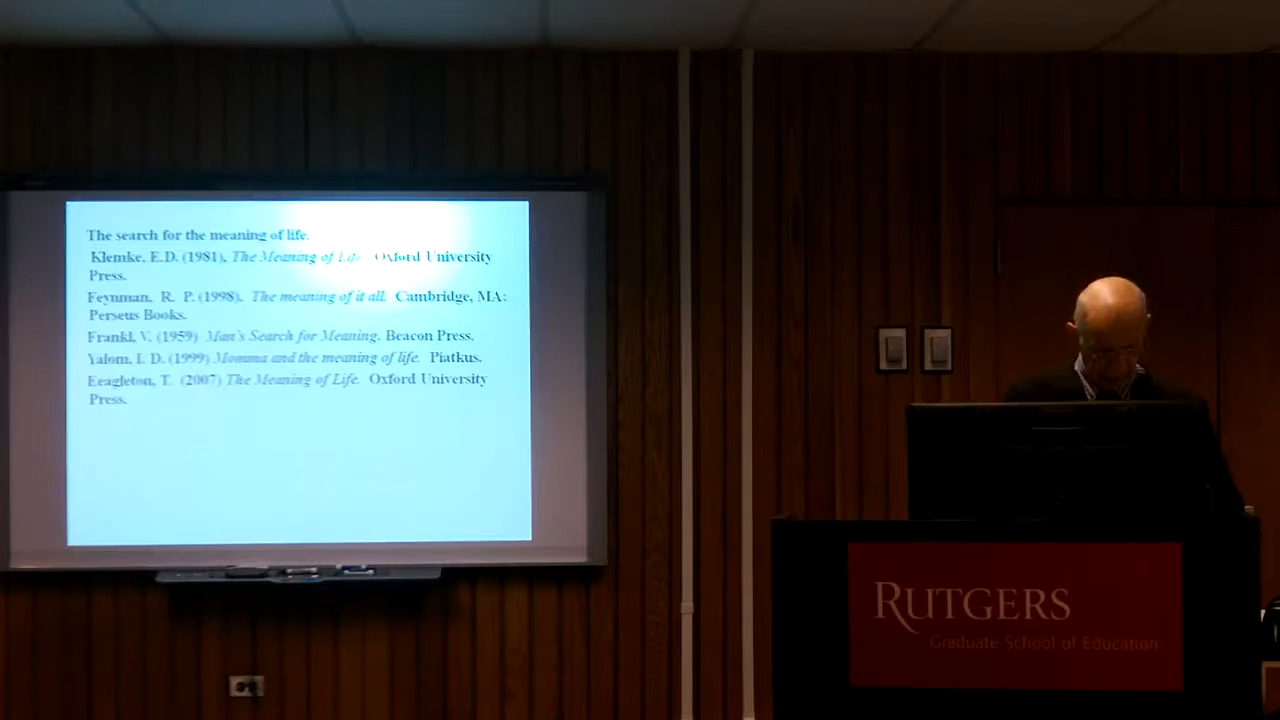 The search for the meaning of life.
Klemke, E.D. (1981), The Meaning of Life Oxford University
Press.
Feynman, R. P. (1998). The meaning of it all. Cambridge, MA:
Perseus Books.
Frankl, V. (1959) Man's Search for Meaning. Beacon Press.
Yalom, I. D. (1999) Momma and the meaning of life. Piatkus.
Eeagleton, T. (2007) The Meaning of Life. Oxford University
Press.
RUTGERS
Graduate School of Education